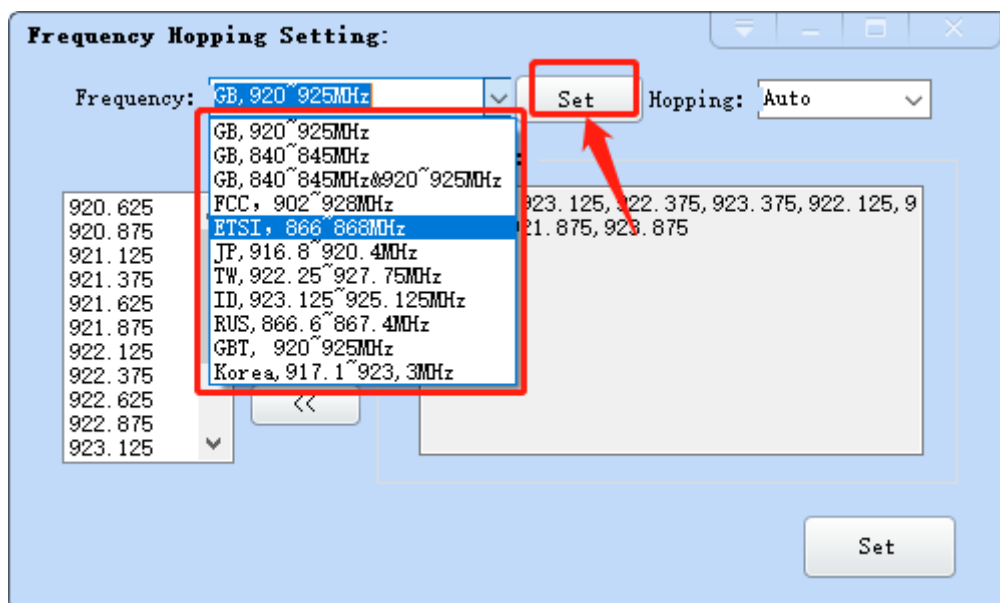 Frequency Hopping Setting:
Frequency: GB,920~925MHz Set Hopping: Auto
GB,920~925MHz
GB,840~845MHz
GB,840~845MHz&920~925MHz
FCC，902~928MHz
ETSI，866~868MHz
JP,916.8~920.4MHz
TW,922.25~927.75MHz
ID,923.125~925.125MHz
RUS,866.6~867.4MHz
GBT, 920~925MHz
Korea,917.1~923,3MHz
920.625
920.875
921.125
921.375
921.625
921.875
922.125
922.375
922.625
922.875
923.125
<<
923.125,922.375,923.375,922.125,9
21.875,923.875
Set